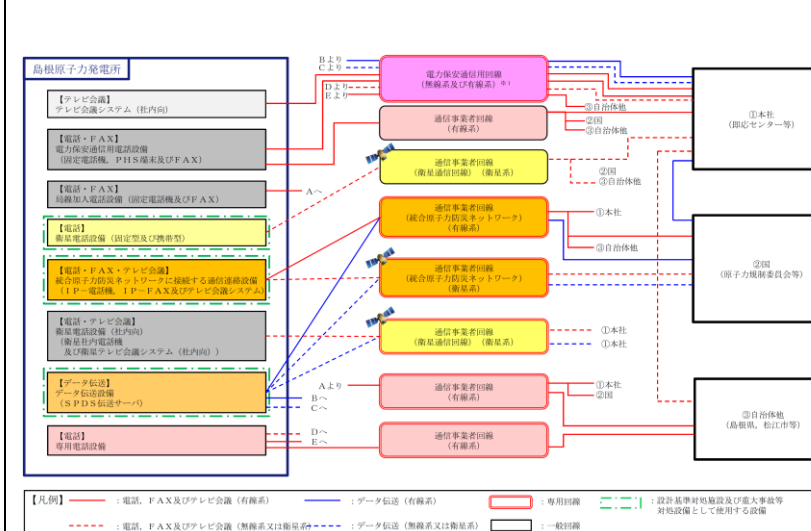 島根原子力発電所
【テレビ会議】
テレビ会議システム（社内向）
【電話・ＦＡＸ】
電力保安通信用電話設備
（固定電話機，ＰＨＳ端末及びＦＡＸ）
【電話・ＦＡＸ】
局線加入電話設備（固定電話機及びＦＡＸ）
【電話】
衛星電話設備（固定型及び携帯型）
【電話・ＦＡＸ・テレビ会議】
統合原子力防災ネットワークに接続する通信連絡設備
（ＩＰ－電話機，ＩＰ－ＦＡＸ及びテレビ会議システム）
【電話・テレビ会議】
衛星電話設備（社内向）
（衛星社内電話機
及び衛星テレビ会議システム（社内向））
【データ伝送】
データ伝送設備
（ＳＰＤＳ伝送サーバ）
【電話】
専用電話設備
Ａへ
Ｂへ
Ｃへ
Ｄへ
Ｅへ
Ｂより
Ｃより
Ｄより
Ｅより
Ａより
電力保安通信用回線
（無線系及び有線系）※１
通信事業者回線
（有線系）
通信事業者回線
（衛星通信回線）（衛星系）
通信事業者回線
（統合原子力防災ネットワーク）
（有線系）
通信事業者回線
（統合原子力防災ネットワーク）
（衛星系）
通信事業者回線
（衛星通信回線）（衛星系）
通信事業者回線
（有線系）
通信事業者回線
（有線系）
③自治体他
②国
③自治体他
②国
③自治体他
①本社
③自治体他
①本社
①本社
①本社
②国
①本社
（即応センター等）
②国
（原子力規制委員会等）
③自治体他
（島根県，松江市等）
【凡例】
：電話，ＦＡＸ及びテレビ会議（有線系）
：データ伝送（有線系）
：専用回線
：設計基準対処施設及び重大事故等
対処設備として使用する設備
：電話，ＦＡＸ及びテレビ会議（無線系又は衛星系）
：データ伝送（無線系又は衛星系）
：一般回線